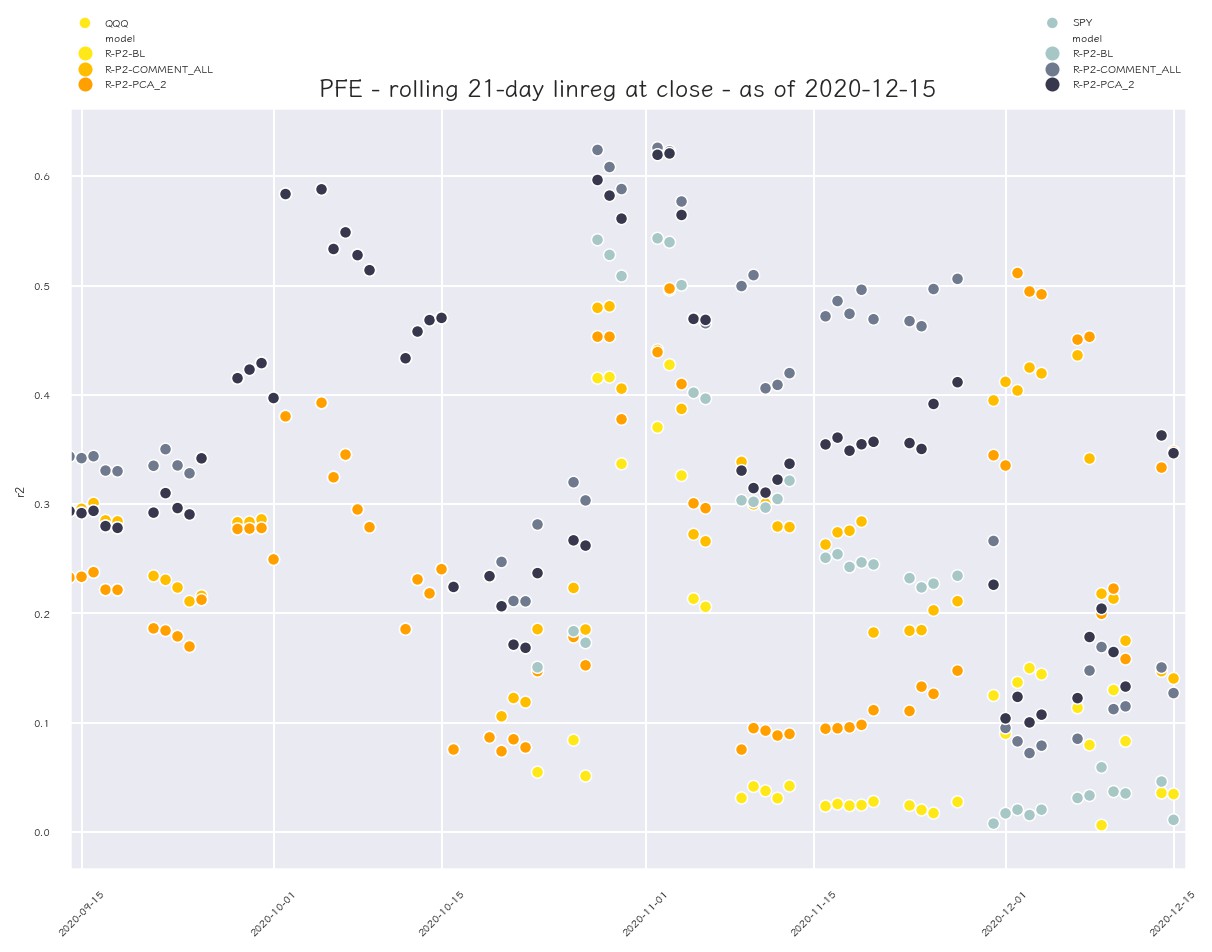 QQQ
model
R-P2-BL
R-P2-COMMENT_ALL
R-P2-PCA_2
SPY
model
R-P2-BL
R-P2-COMMENT_ALL
R-P2-PCA_2
PFE - rolling 21-day linreg at close - as of 2020-12-15
r2
0.6
0.5
0.4
0.3
0.2
0.1
0.0
2020-09-15
2020-10-01
2020-10-15
2020-11-01
2020-11-15
2020-12-01
2020-12-15